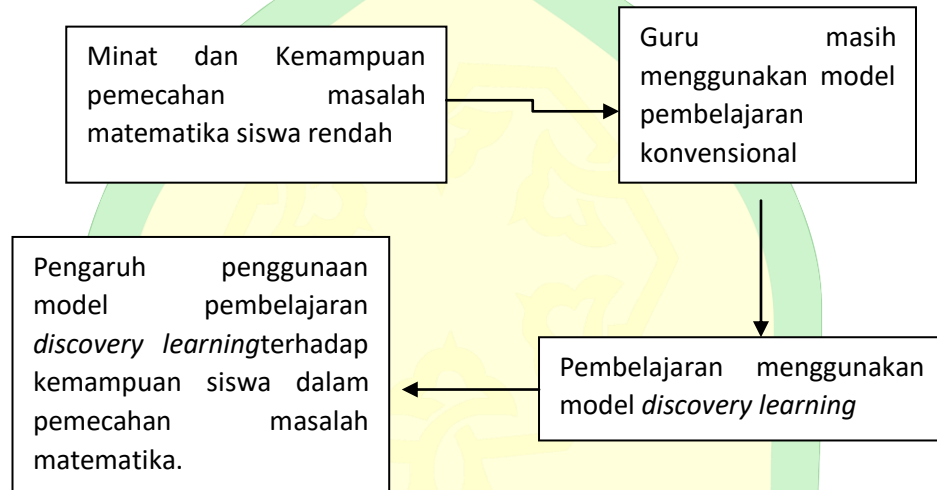 Minat dan Kemampuan
pemecahan masalah
matematika siswa rendah
Guru masih
menggunakan model
pembelajaran
konvensional
Pembelajaran menggunakan
model discovery learning
Pengaruh penggunaan
model pembelajaran
discovery learningterhadap
kemampuan siswa dalam
pemecahan masalah
matematika.